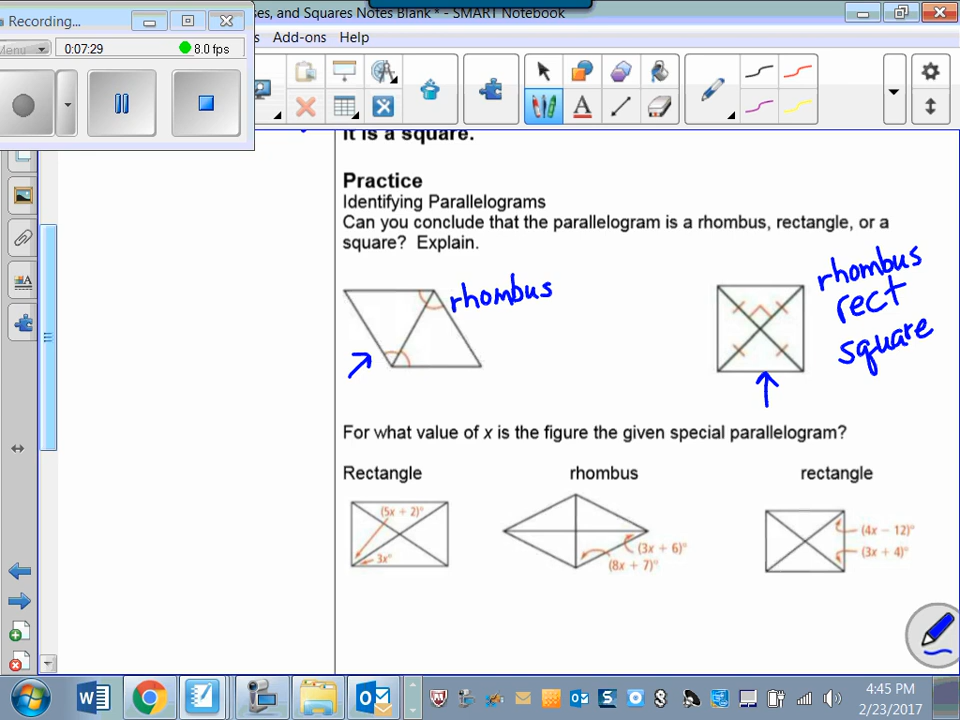 Recording...
ses, and Squares Notes Blank * - SMART Notebook
Menu
0:07:29
8.0 fps
Add-ons Help
It is a square.
Practice
Identifying Parallelograms
Can you conclude that the parallelogram is a rhombus, rectangle, or a
square? Explain.
rhombus
rhombus
rect
square
For what value of x is the figure the given special parallelogram?
Rectangle rhombus rectangle
(5x + 2)°
3x°
(3x + 6)°
(8x + 7)°
(4x − 12)°
(3x + 4)°
4:45 PM
2/23/2017